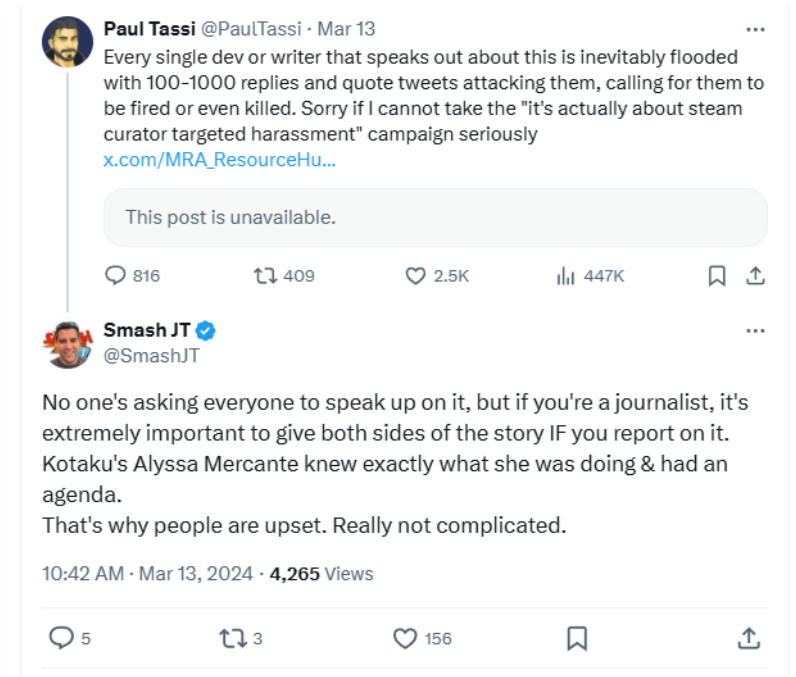 Paul Tassi @PaulTassi · Mar 13
Every single dev or writer that speaks out about this is inevitably flooded
with 100-1000 replies and quote tweets attacking them, calling for them to
be fired or even killed. Sorry if I cannot take the "it's actually about steam
curator targeted harassment" campaign seriously
x.com/MRA_ResourceHu...
This post is unavailable.
816 409 2.5K 447K
Smash JT
@SmashJT
No one's asking everyone to speak up on it, but if you're a journalist, it's
extremely important to give both sides of the story IF you report on it.
Kotaku's Alyssa Mercante knew exactly what she was doing & had an
agenda.
That's why people are upset. Really not complicated.
10:42 AM · Mar 13, 2024 · 4,265 Views
5 3 156